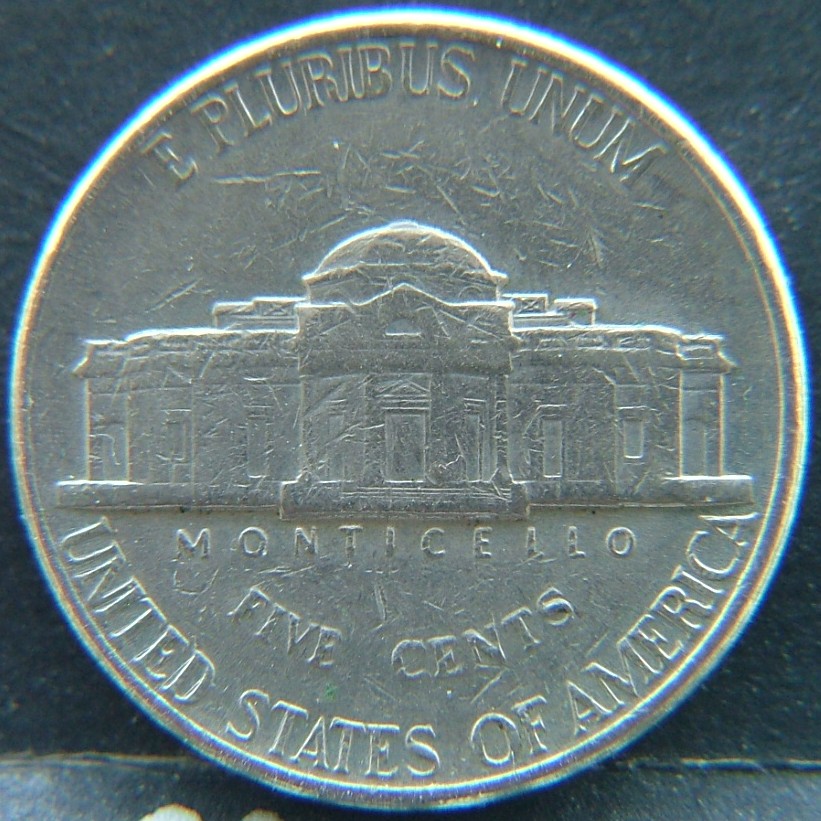 E PLURIBUS UNUM
MONTICELLO
FIVE CENTS
UNITED STATES OF AMERICA